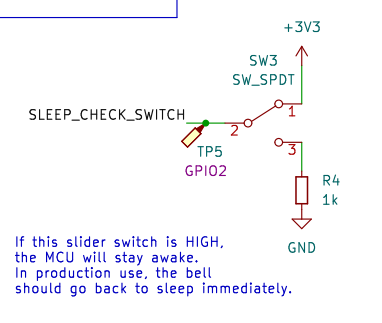 +3V3
SW3
SW_SPDT
SLEEP_CHECK_SWITCH
1
2
3
TP5
GPIO2
R4
1k
GND
If this slider switch is HIGH,
the MCU will stay awake.
In production use, the bell
should go back to sleep immediately.